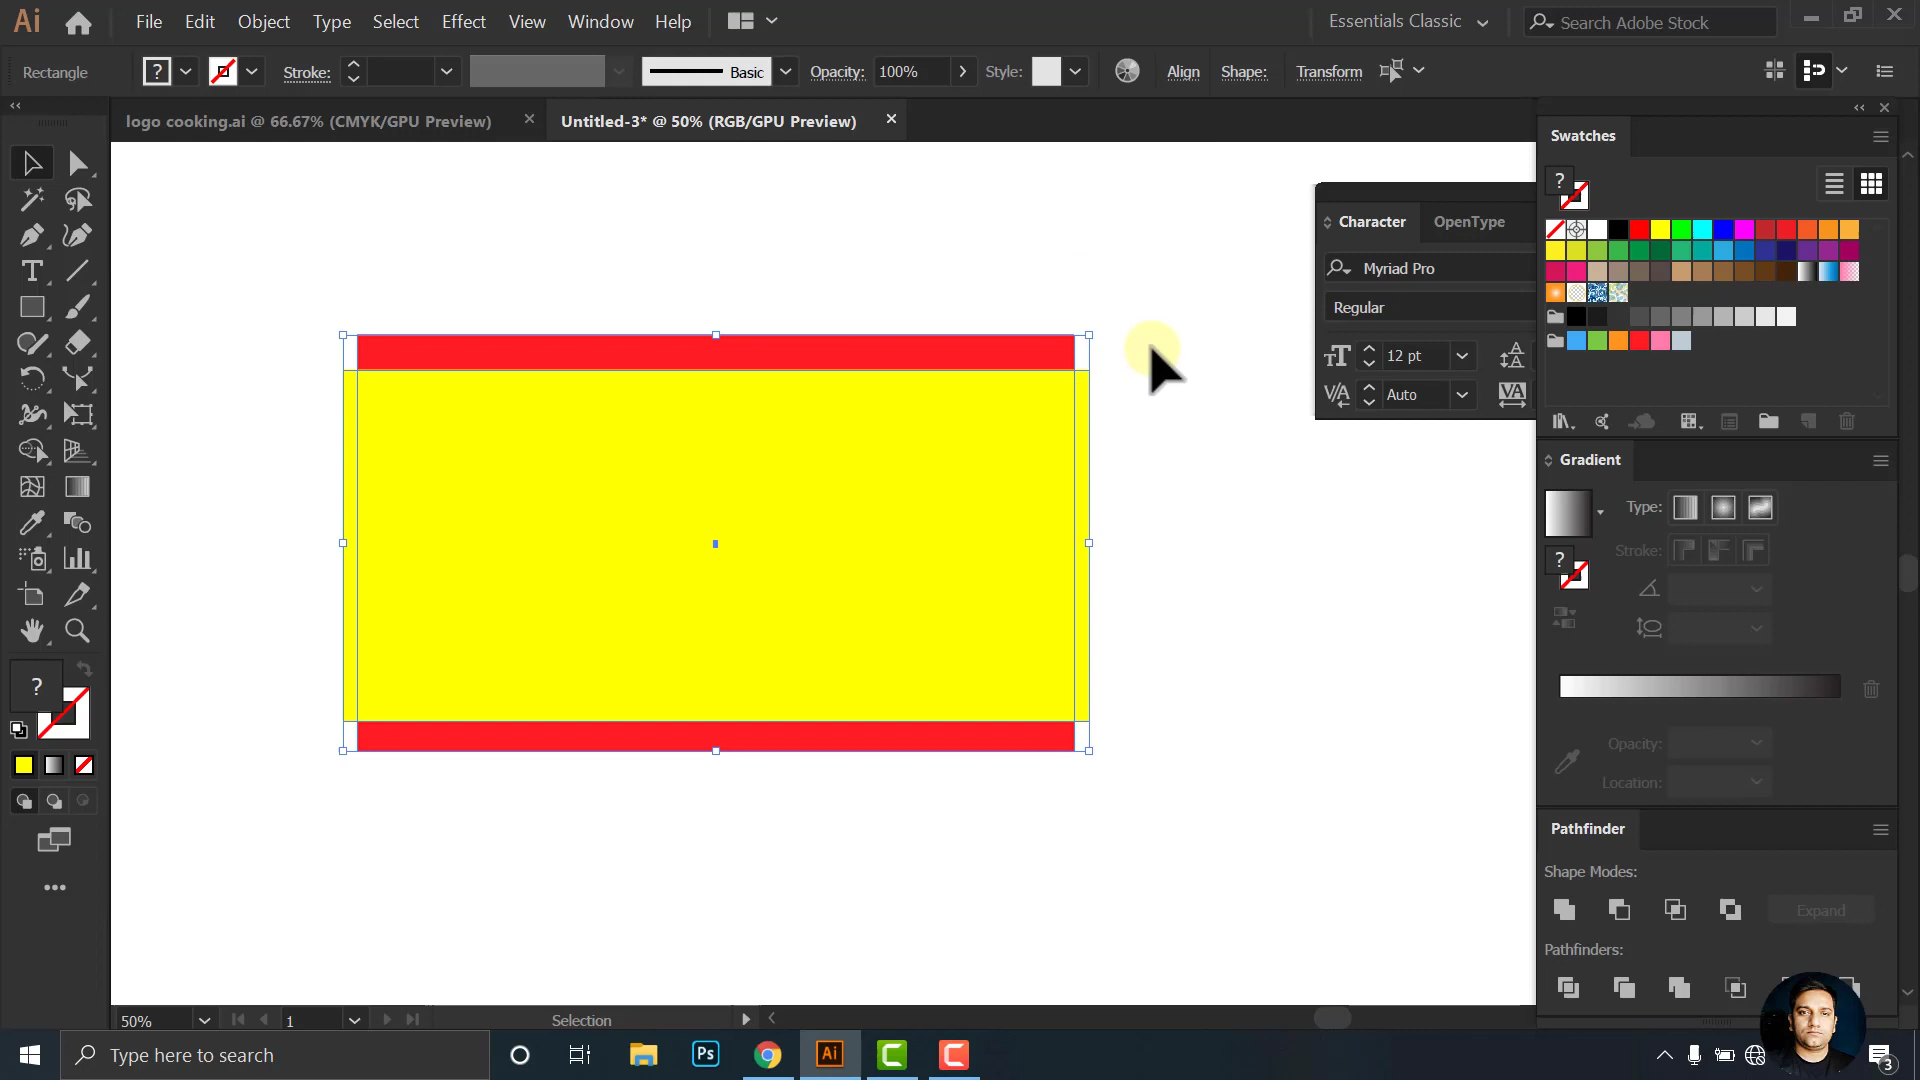 Ai File Edit Object Type Select Effect View Window Help Essentials Classic Search Adobe Stock
Rectangle ? Stroke: Basic Opacity: 100% Style: Align Shape: Transform
logo cooking.ai @ 66.67% (CMYK/GPU Preview) Untitled-3* @ 50% (RGB/GPU Preview)
Swatches
?
Character OpenType
Myriad Pro
Regular
12 pt
Auto
Gradient
Type:
Stroke:
?
?
Opacity:
Location:
Pathfinder
Shape Modes:
Expand
Pathfinders:
50% 1 Selection
Type here to search Ps Ai 3